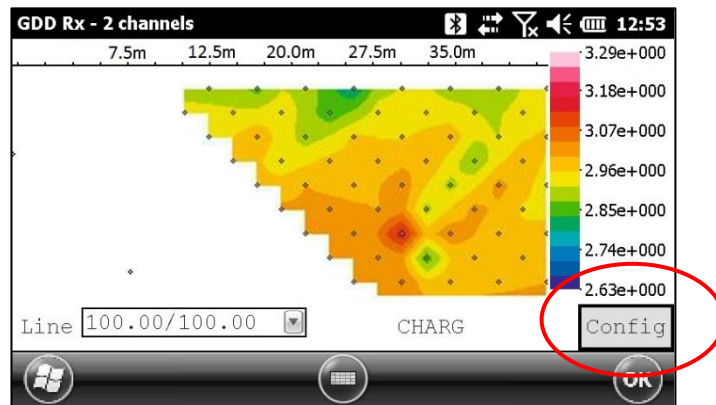 GDD Rx - 2 channels 12:53
7.5m 12.5m 20.0m 27.5m 35.0m
3.29e+000
3.18e+000
3.07e+000
2.96e+000
2.85e+000
2.74e+000
2.63e+000
Line 100.00/100.00 CHARG Config
OK